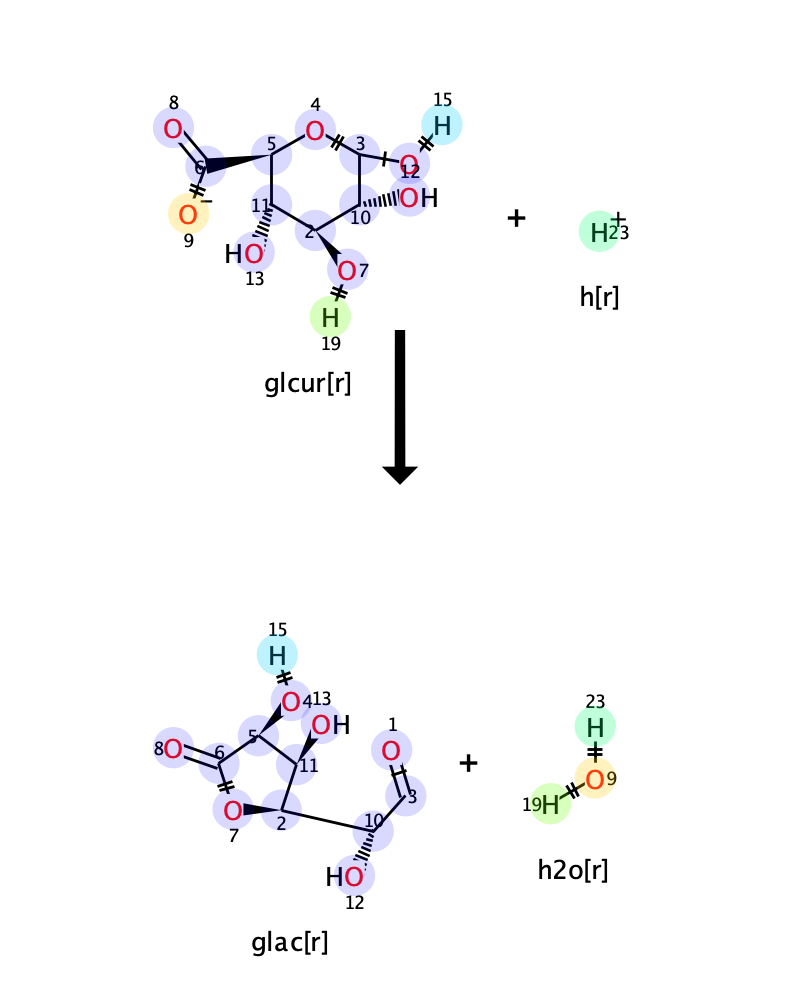 8 4 15
O O H
5 3
6 O
12
O − 11 10 OH
9 2
HO O 7
13
H
19
glcur[r]
+
H + 23
h[r]
15
H
O 4 13
OH
8 O 6 5 11
O 7 2
1
O
3
10
HO
12
glac[r]
+
23
H
19 H O 9
h2o[r]